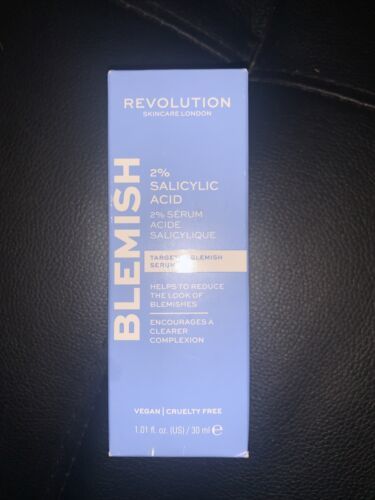 REVOLUTION
SKINCARE LONDON
BLEMISH
2%
SALICYLIC
ACID
2% SÉRUM
ACIDE
SALICYLIQUE
BLEMISH
SERUM
HELPS TO REDUCE
THE LOOK OF
BLEMISHES
ENCOURAGES A
CLEARER
COMPLEXION
VEGAN | CRUELTY FREE
1.01 fl. oz. (US) / 30 ml ℮